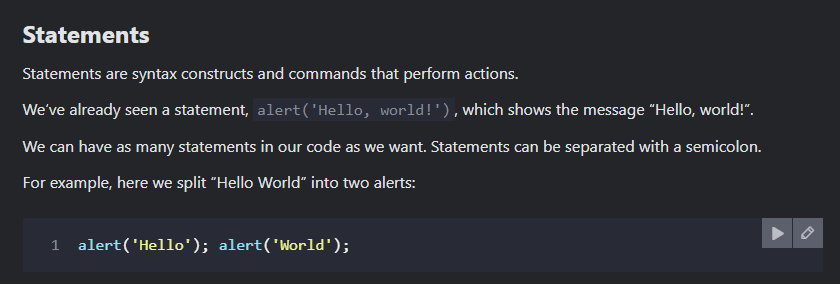 Statements
Statements are syntax constructs and commands that perform actions.
We’ve already seen a statement, alert('Hello, world!'), which shows the message “Hello, world!”.
We can have as many statements in our code as we want. Statements can be separated with a semicolon.
For example, here we split “Hello World” into two alerts:
1 alert('Hello'); alert('World');